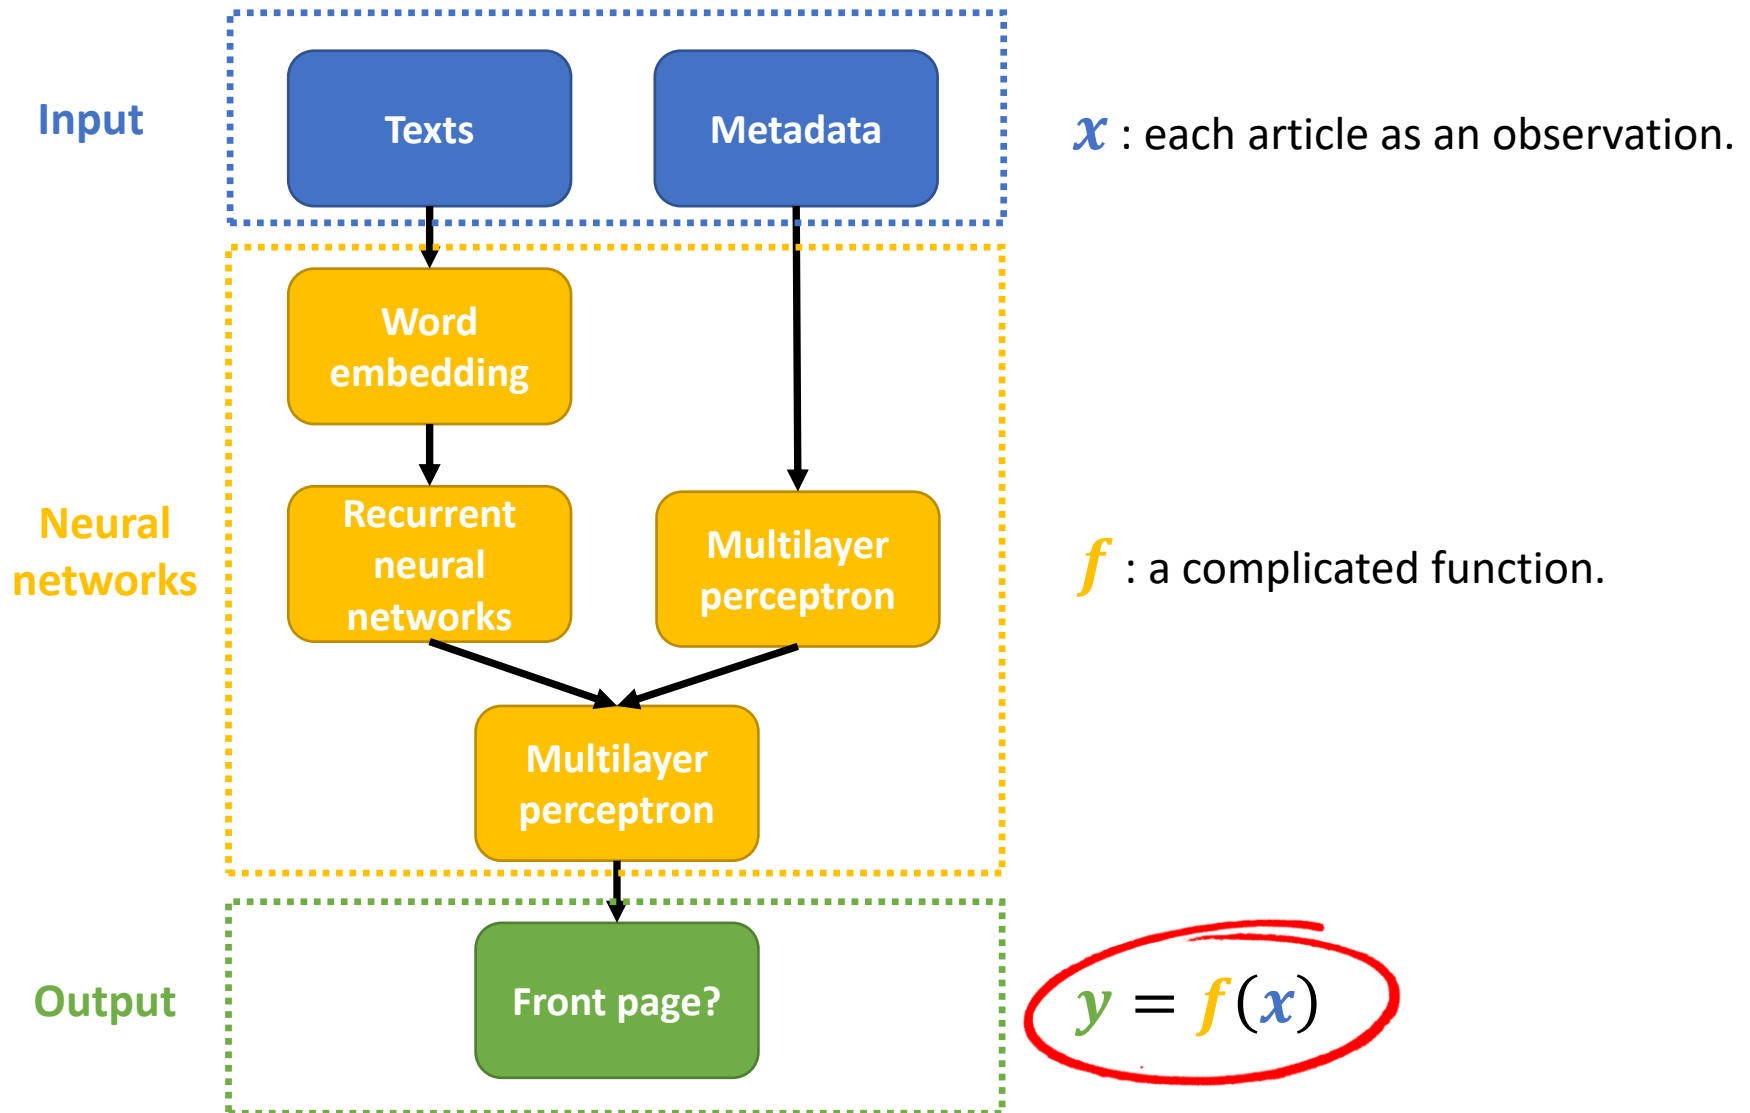 Input
Texts
Metadata
x : each article as an observation.
Word
embedding
Neural
networks
Recurrent
neural
networks
Multilayer
perceptron
f : a complicated function.
Multilayer
perceptron
Output
Front page?
y = f(x)